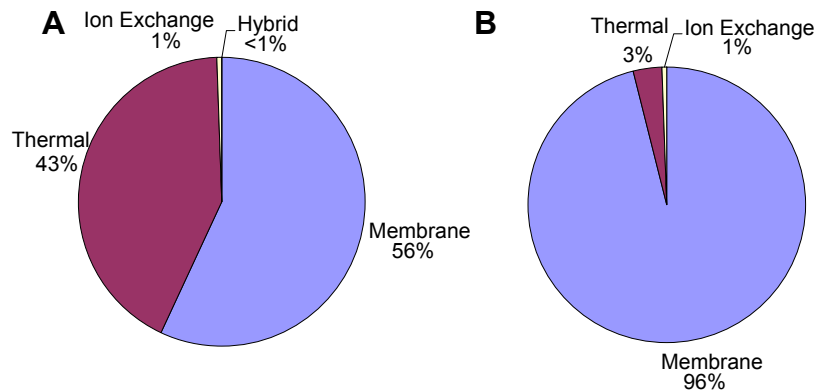 A
Ion Exchange
1%
Hybrid
<1%
Thermal
43%
Membrane
56%
B
Thermal
3%
Ion Exchange
1%
Membrane
96%